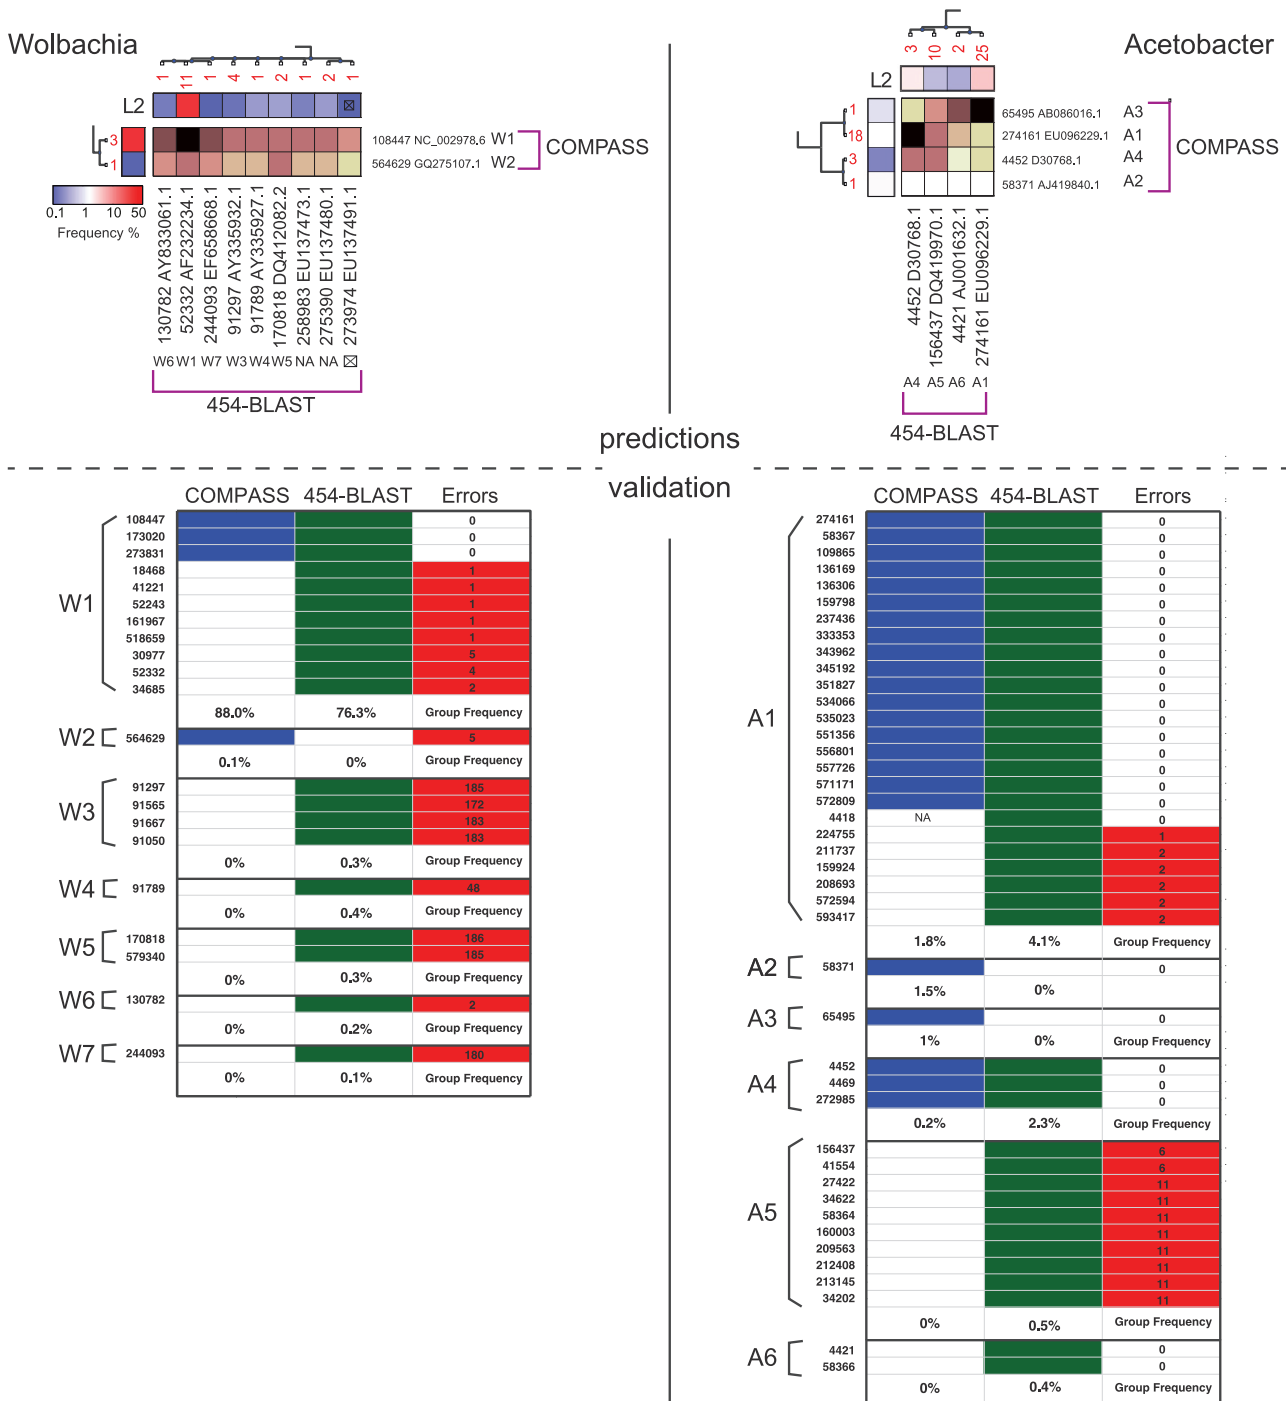 Wolbachia
1 11 1 4 1 2 1 2 1
L2
3
1
108447 NC_002978.6 W1
564629 GQ275107.1 W2
COMPASS
0.1 1 10 50
Frequency %
130782 AY833061.1
52332 AF232234.1
244093 EF658668.1
91297 AY335932.1
91789 AY335927.1
170818 DQ412082.2
258983 EU137473.1
275390 EU137480.1
273974 EU137491.1
W6 W1 W7 W3 W4 W5 NA NA
454-BLAST
Acetobacter
3 10 2 25
L2
1
18
3
1
65495 AB086016.1 A3
274161 EU096229.1 A1
4452 D30768.1 A4
58371 AJ419840.1 A2
COMPASS
4452 D30768.1
156437 DQ419970.1
4421 AJ001632.1
274161 EU096229.1
A4 A5 A6 A1
454-BLAST
predictions
validation
COMPASS 454-BLAST Errors
W1
108447 0
173020 0
273831 0
18468 1
41221 1
52243 1
161967 1
518659 1
30977 5
52332 4
34685 2
88.0% 76.3% Group Frequency
W2
564629 5
0.1% 0% Group Frequency
W3
91297 185
91565 172
91667 183
91050 183
0% 0.3% Group Frequency
W4
91789 48
0% 0.4% Group Frequency
W5
170818 186
579340 185
0% 0.3% Group Frequency
W6
130782 2
0% 0.2% Group Frequency
W7
244093 180
0% 0.1% Group Frequency
COMPASS 454-BLAST Errors
A1
274161 0
58367 0
109865 0
136169 0
136306 0
159798 0
237436 0
333353 0
343962 0
345192 0
351827 0
534066 0
535023 0
551356 0
556801 0
557726 0
571171 0
572809 0
4418 NA 0
224755 1
211737 2
159924 2
208693 2
572594 2
593417 2
1.8% 4.1% Group Frequency
A2
58371 0
1.5% 0%
A3
65495 0
1% 0% Group Frequency
A4
4452 0
4469 0
272985 0
0.2% 2.3% Group Frequency
A5
156437 6
41554 6
27422 11
34622 11
58364 11
160003 11
209563 11
212408 11
213145 11
34202 11
0% 0.5% Group Frequency
A6
4421 0
58366 0
0% 0.4% Group Frequency